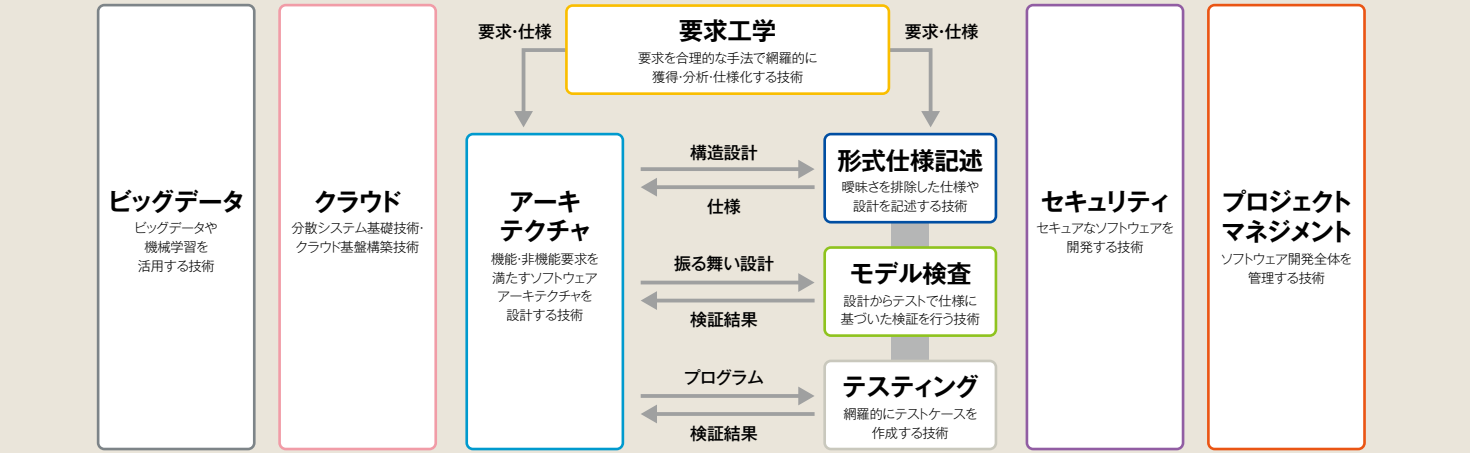 ビッグデータ
ビッグデータや
機械学習を
活用する技術
クラウド
分散システム基礎技術・
クラウド基盤構築技術
要求・仕様
要求工学
要求を合理的な手法で網羅的に
獲得・分析・仕様化する技術
要求・仕様
アーキ
テクチャ
機能・非機能要求を
満たすソフトウェア
アーキテクチャを
設計する技術
構造設計
仕様
振る舞い設計
検証結果
プログラム
検証結果
形式仕様記述
曖昧さを排除した仕様や
設計を記述する技術
モデル検査
設計からテストで仕様に
基づいた検証を行う技術
テスティング
網羅的にテストケースを
作成する技術
セキュリティ
セキュアなソフトウェアを
開発する技術
プロジェクト
マネジメント
ソフトウェア開発全体を
管理する技術